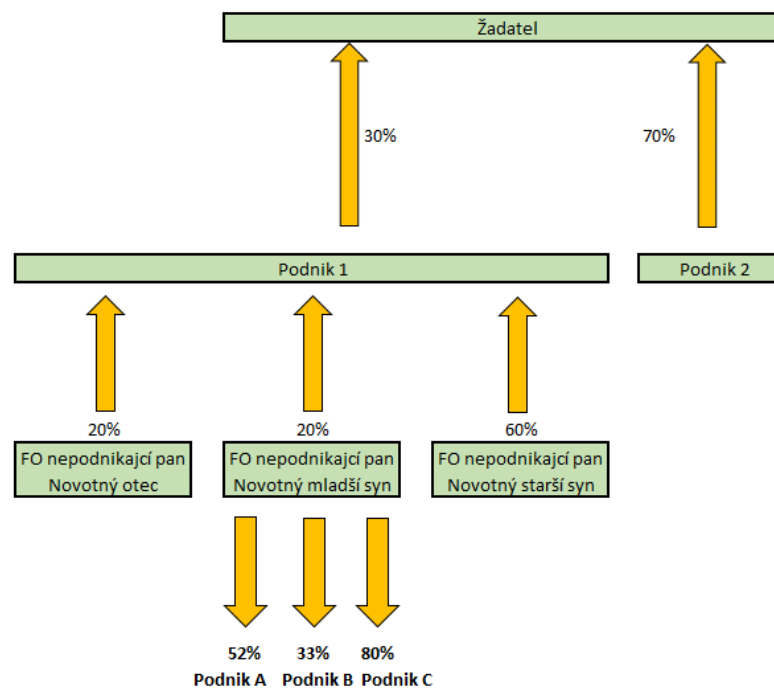 Žadatel
30%
70%
Podnik 1
Podnik 2
20%
20%
60%
FO nepodnikajcí pan
Novotný otec
FO nepodnikajcí pan
Novotný mladší syn
FO nepodnikajcí pan
Novotný starší syn
52%
33%
80%
Podnik A
Podnik B
Podnik C